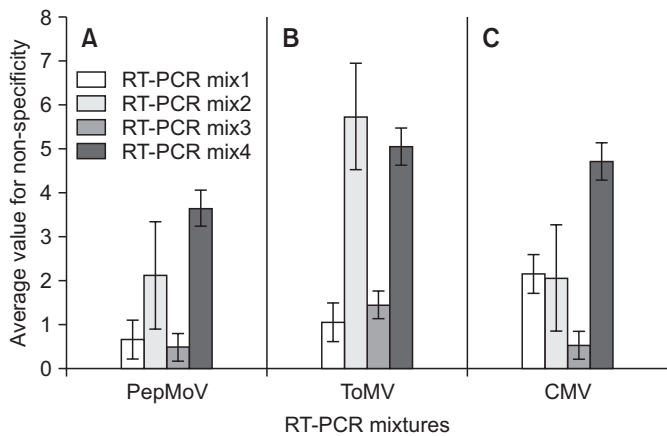 Average value for non-specificity
8
7
6
5
4
3
2
1
0
A
B
C
RT-PCR mix1
RT-PCR mix2
RT-PCR mix3
RT-PCR mix4
PepMoV
ToMV
CMV
RT-PCR mixtures